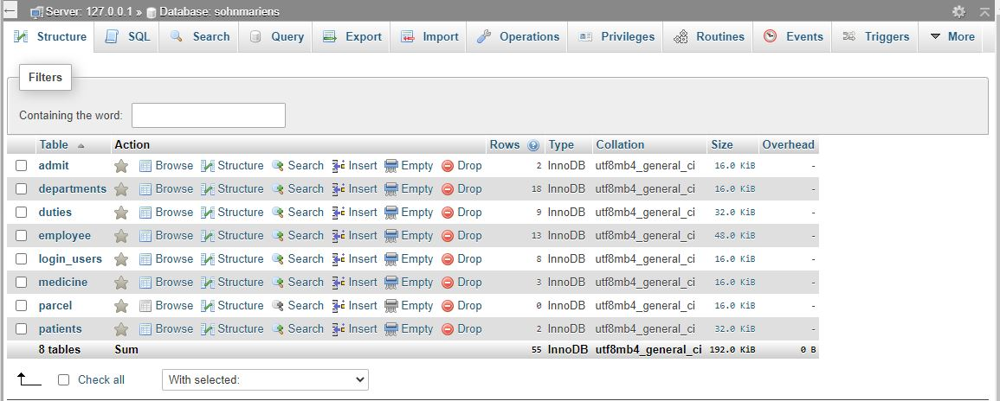 Server: 127.0.0.1 » Database: sohnmariens
Structure SQL Search Query Export Import Operations Privileges Routines Events Triggers More
Filters
Containing the word:
Table Action Rows Type Collation Size Overhead
admit Browse Structure Search Insert Empty Drop 2 InnoDB utf8mb4_general_ci 16.0 KiB -
departments Browse Structure Search Insert Empty Drop 18 InnoDB utf8mb4_general_ci 16.0 KiB -
duties Browse Structure Search Insert Empty Drop 9 InnoDB utf8mb4_general_ci 32.0 KiB -
employee Browse Structure Search Insert Empty Drop 13 InnoDB utf8mb4_general_ci 48.0 KiB -
login_users Browse Structure Search Insert Empty Drop 8 InnoDB utf8mb4_general_ci 16.0 KiB -
medicine Browse Structure Search Insert Empty Drop 3 InnoDB utf8mb4_general_ci 16.0 KiB -
parcel Browse Structure Search Insert Empty Drop 0 InnoDB utf8mb4_general_ci 16.0 KiB -
patients Browse Structure Search Insert Empty Drop 2 InnoDB utf8mb4_general_ci 32.0 KiB -
8 tables Sum 55 InnoDB utf8mb4_general_ci 192.0 KiB 0 B
Check all With selected: